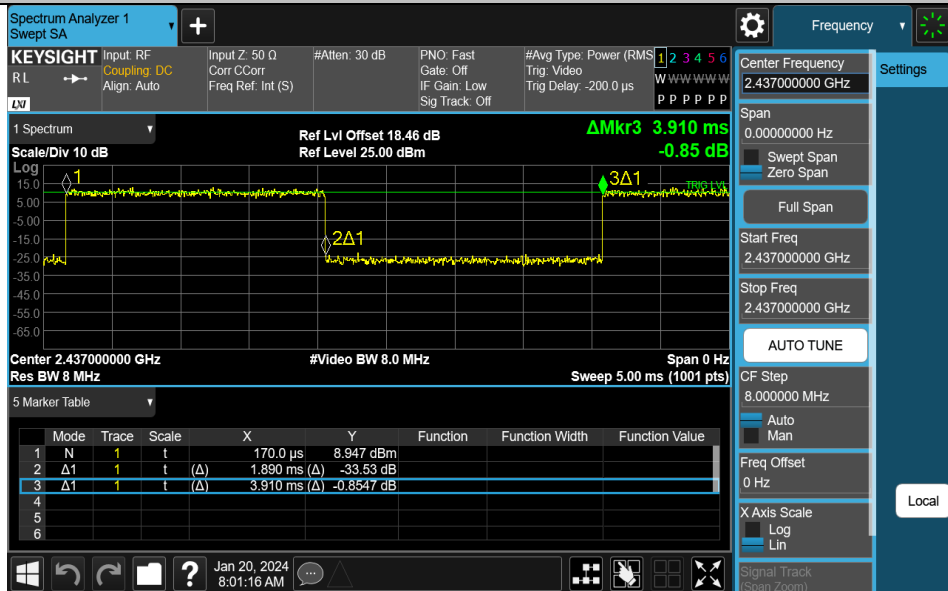 Spectrum Analyzer 1
Swept SA
+
Frequency
KEYSIGHT
RL
LXI
Input: RF
Coupling: DC
Align: Auto
Input Z: 50 Ω
Corr CCorr
Freq Ref: Int (S)
#Atten: 30 dB
PNO: Fast
Gate: Off
IF Gain: Low
Sig Track: Off
#Avg Type: Power (RMS
Trig: Video
Trig Delay: -200.0 µs
1 2 3 4 5 6
W W W W W W
P P P P P P
1 Spectrum
Scale/Div 10 dB
Ref Lvl Offset 18.46 dB
Ref Level 25.00 dBm
ΔMkr3 3.910 ms
-0.85 dB
Log
15.0
5.00
-5.00
-15.0
-25.0
-35.0
-45.0
-55.0
-65.0
1
2Δ1
3Δ1
TRIG LVL
Center 2.437000000 GHz
#Video BW 8.0 MHz
Span 0 Hz
Res BW 8 MHz
Sweep 5.00 ms (1001 pts)
5 Marker Table
Mode Trace Scale X Y Function Function Width Function Value
1 N 1 t 170.0 µs 8.947 dBm
2 Δ1 1 t (Δ) 1.890 ms (Δ) -33.53 dB
3 Δ1 1 t (Δ) 3.910 ms (Δ) -0.8547 dB
4
5
6
?
Jan 20, 2024
8:01:16 AM
Center Frequency
2.437000000 GHz
Span
0.00000000 Hz
Swept Span
Zero Span
Full Span
Start Freq
2.437000000 GHz
Stop Freq
2.437000000 GHz
AUTO TUNE
CF Step
8.000000 MHz
Auto
Man
Freq Offset
0 Hz
X Axis Scale
Log
Lin
Signal Track
(Span Zoom)
Settings
Local